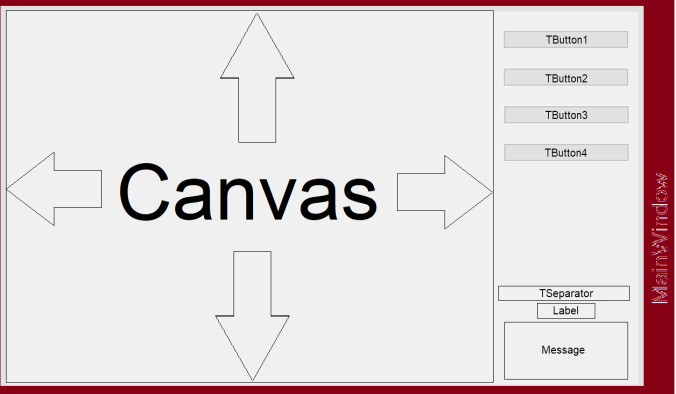 Canvas
TButton1
TButton2
TButton3
TButton4
TSeparator
Label
Message
MainWindow